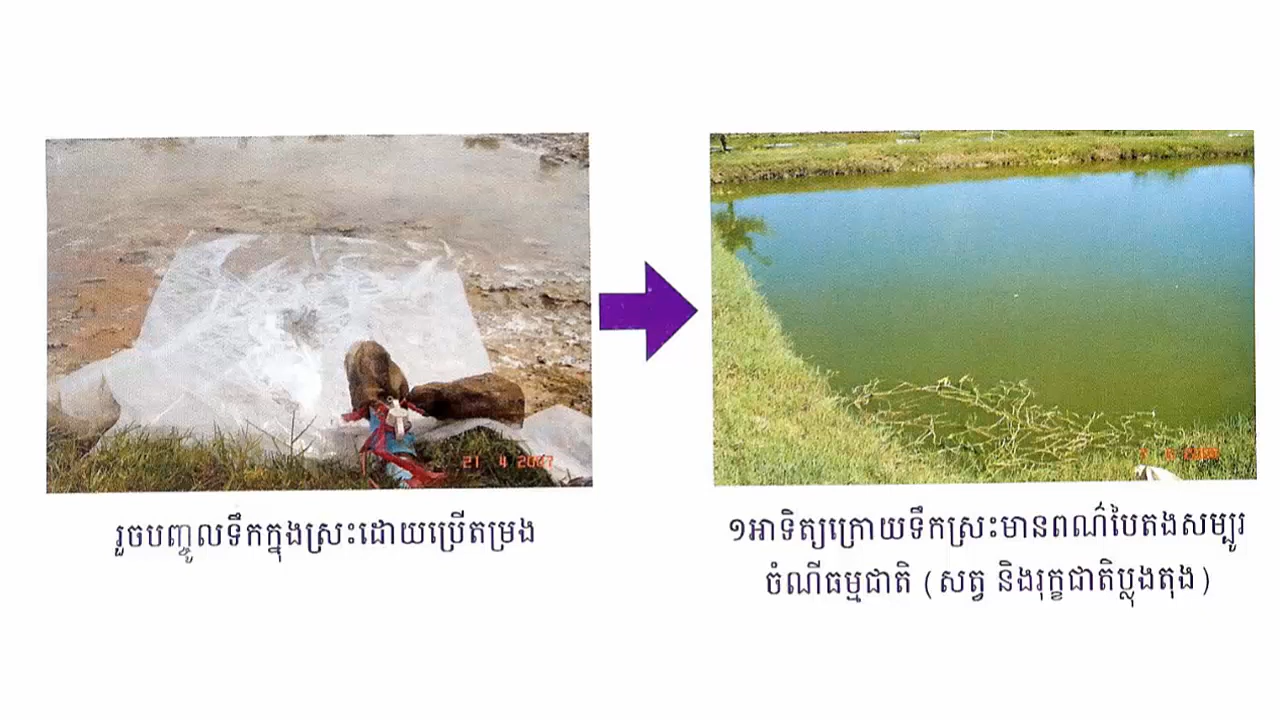 21 4 2007
រួចបញ្ចូលទឹកក្នុងស្រះដោយប្រើតម្រង
១អាទិត្យក្រោយទឹកស្រះមានពណ៌បៃតងសម្បូរ
ចំណីធម្មជាតិ (សត្វ និងរុក្ខជាតិប្លុងតុង)